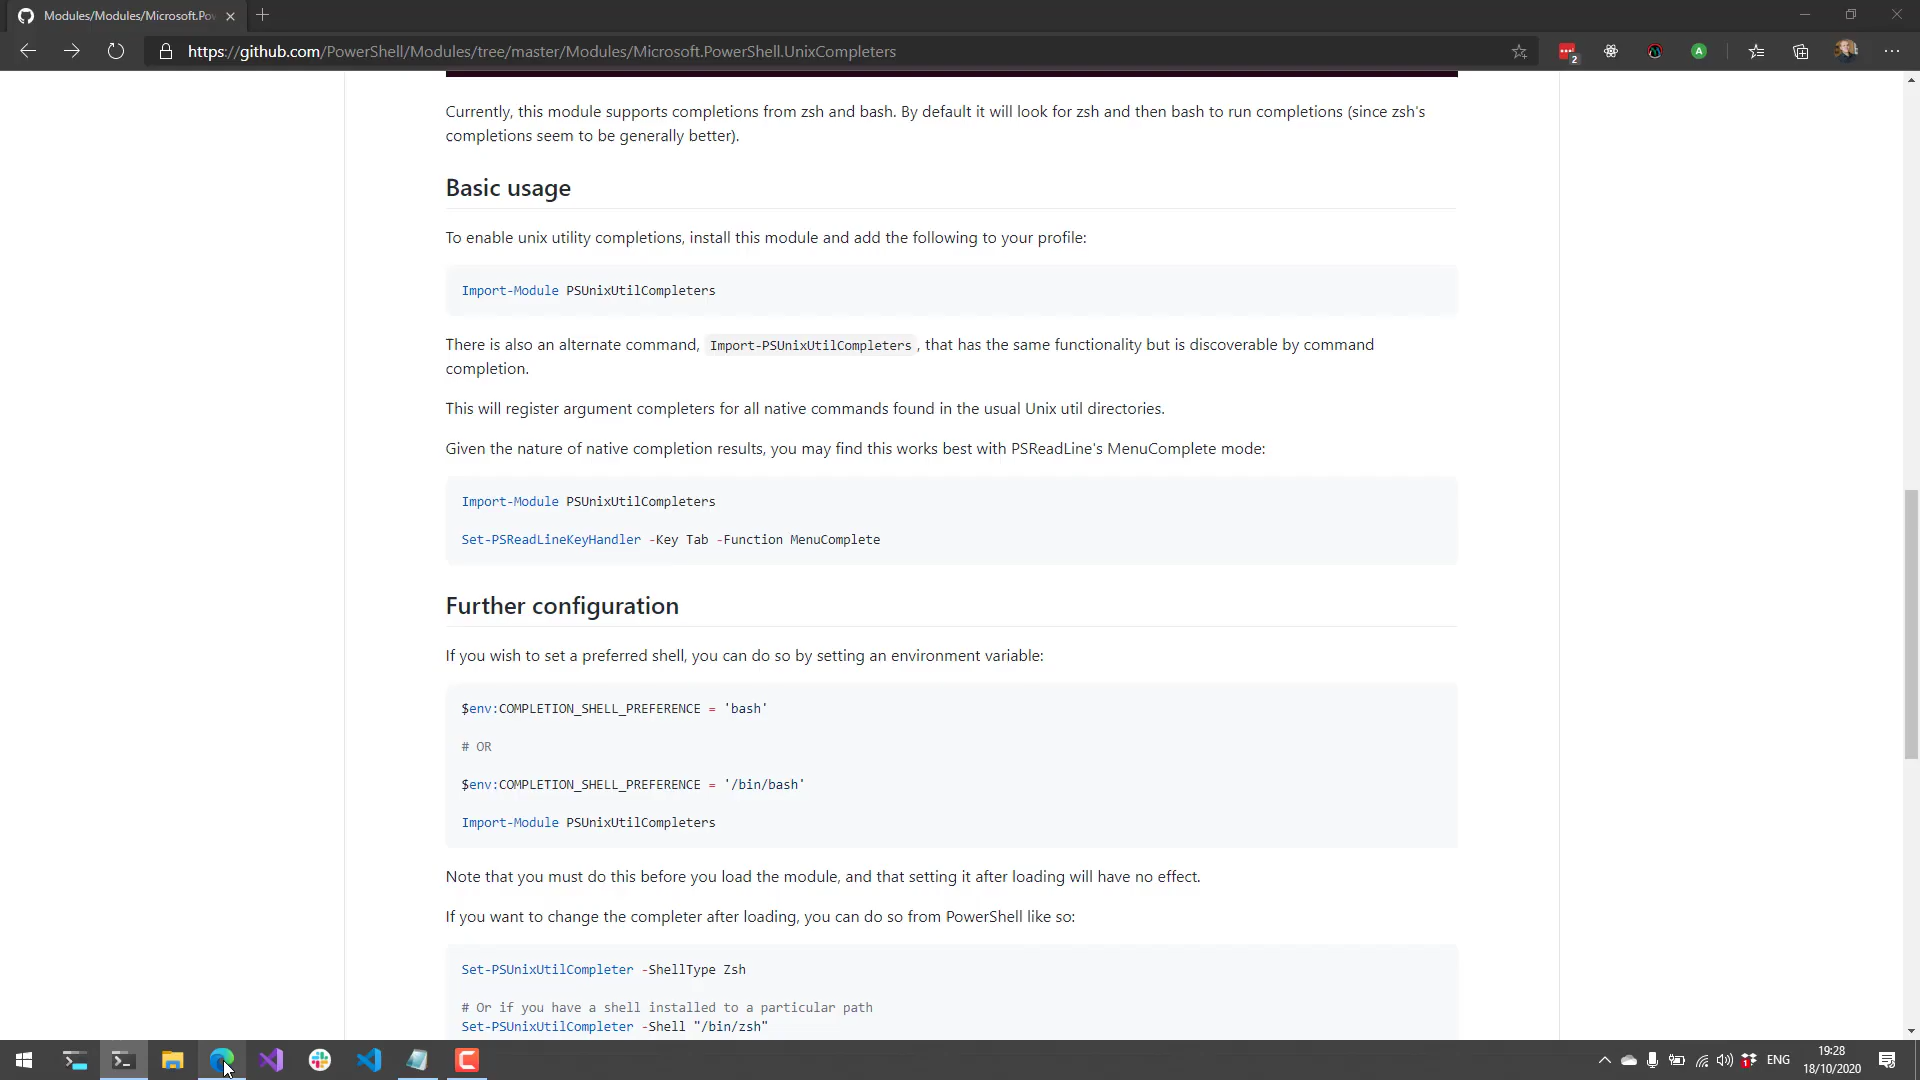 Modules/Modules/Microsoft.Po
https://github.com/PowerShell/Modules/tree/master/Modules/Microsoft.PowerShell.UnixCompleters
2
A
Currently, this module supports completions from zsh and bash. By default it will look for zsh and then bash to run completions (since zsh's
completions seem to be generally better).
Basic usage
To enable unix utility completions, install this module and add the following to your profile:
Import-Module PSUnixUtilCompleters
There is also an alternate command, Import-PSUnixUtilCompleters, that has the same functionality but is discoverable by command
completion.
This will register argument completers for all native commands found in the usual Unix util directories.
Given the nature of native completion results, you may find this works best with PSReadLine's MenuComplete mode:
Import-Module PSUnixUtilCompleters
Set-PSReadLineKeyHandler -Key Tab -Function MenuComplete
Further configuration
If you wish to set a preferred shell, you can do so by setting an environment variable:
$env:COMPLETION_SHELL_PREFERENCE = 'bash'
# OR
$env:COMPLETION_SHELL_PREFERENCE = '/bin/bash'
Import-Module PSUnixUtilCompleters
Note that you must do this before you load the module, and that setting it after loading will have no effect.
If you want to change the completer after loading, you can do so from PowerShell like so:
Set-PSUnixUtilCompleter -ShellType Zsh
# Or if you have a shell installed to a particular path
Set-PSUnixUtilCompleter -Shell "/bin/zsh"
1
ENG
19:28
18/10/2020